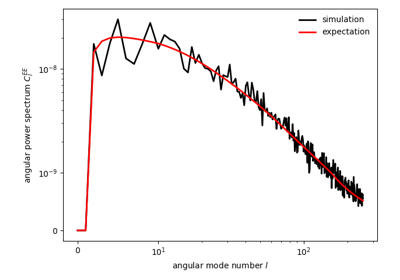 simulation
expectation
angular power spectrum $C_l^{EE}$
10⁻⁸
10⁻⁹
0
0
10¹
10²
angular mode number $l$